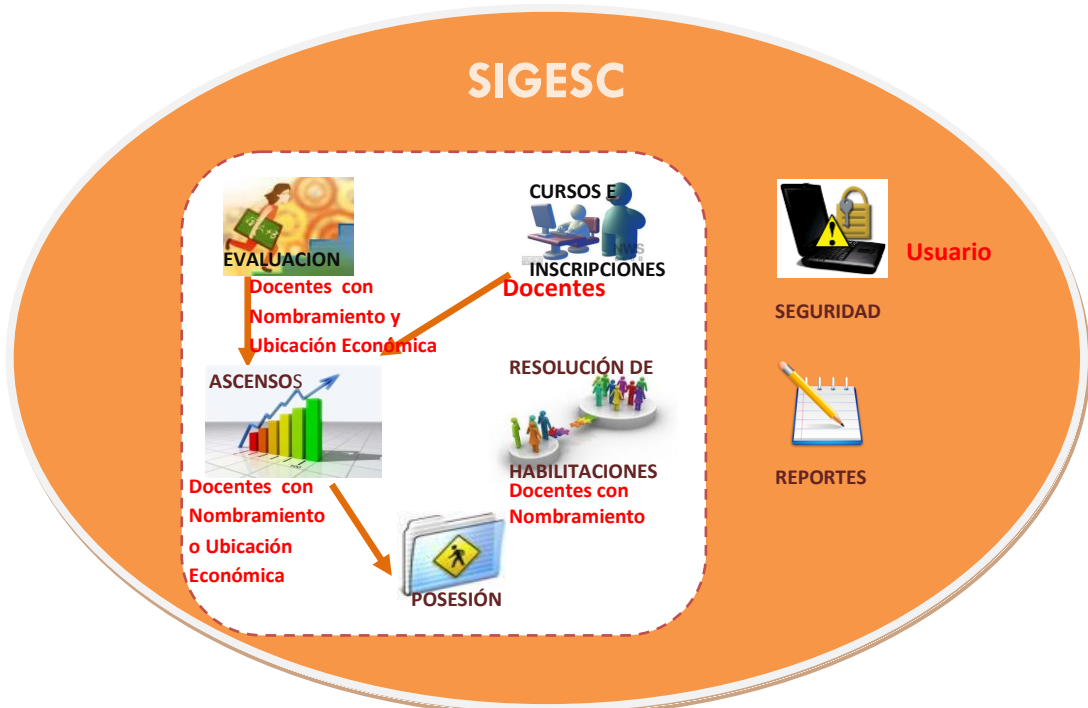 SIGESC
EVALUACION
Docentes con
Nombramiento y
Ubicación Económica
CURSOS E
NWS
INSCRIPCIONES
Docentes
ASCENSOS
Docentes con
Nombramiento
o Ubicación
Económica
RESOLUCIÓN DE
HABILITACIONES
Docentes con
Nombramiento
POSESIÓN
Usuario
SEGURIDAD
REPORTES